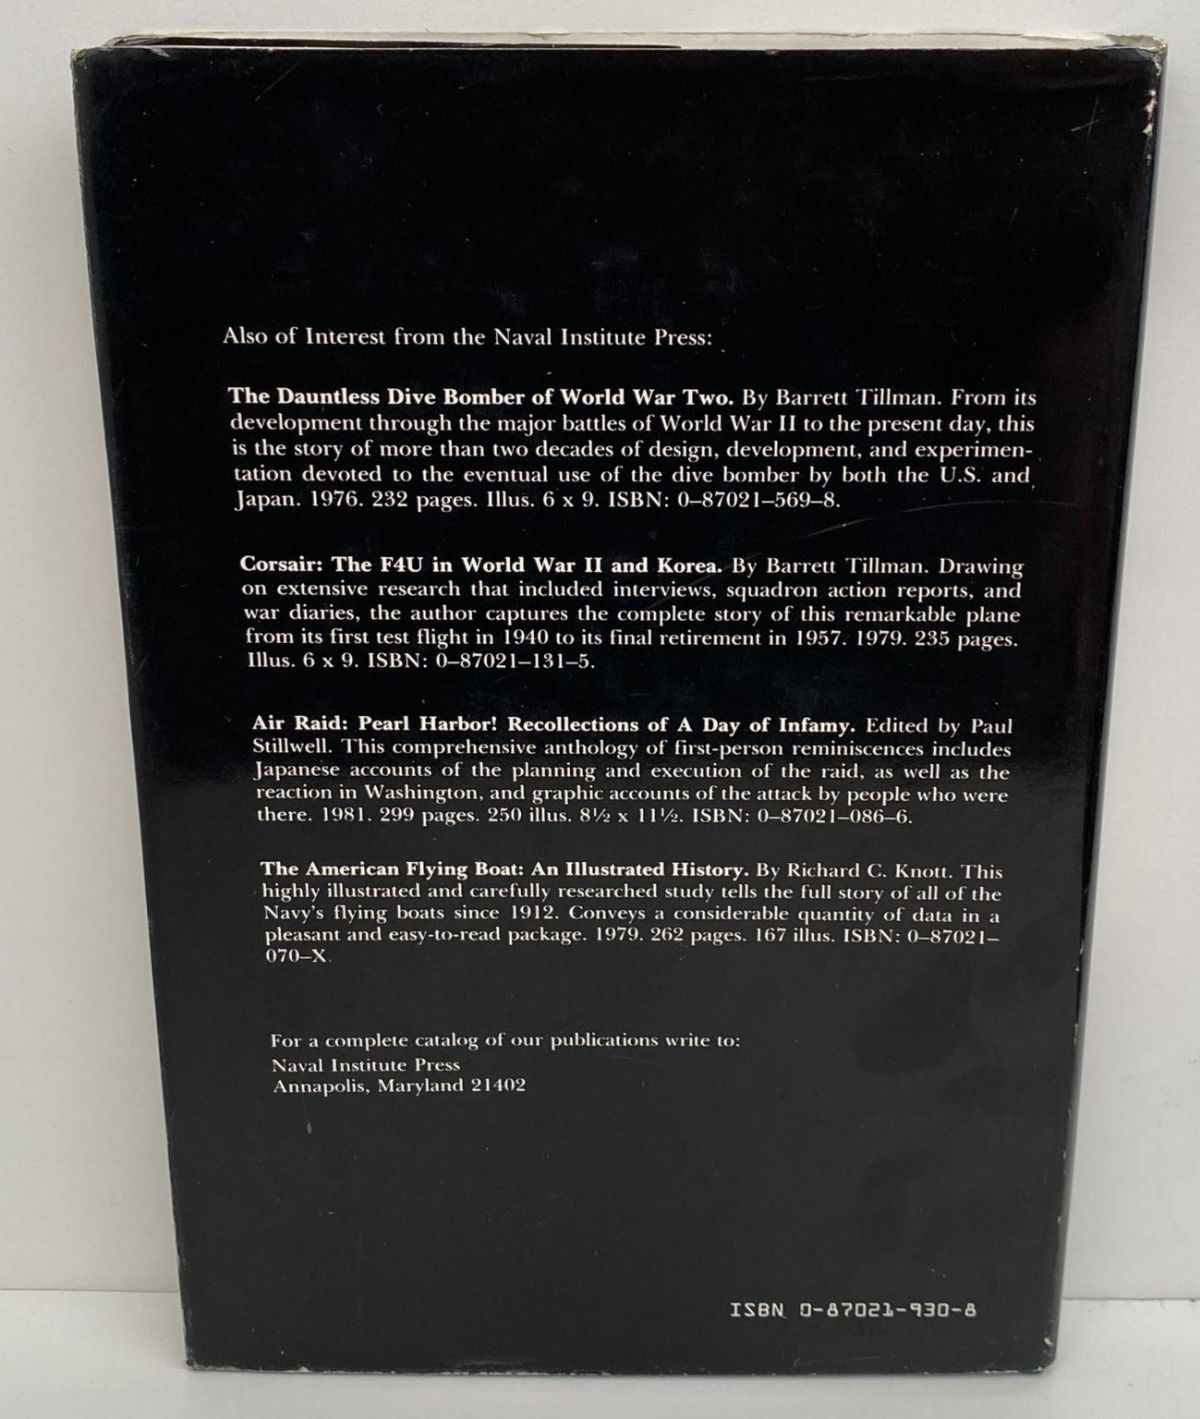 Also of Interest from the Naval Institute Press:
The Dauntless Dive Bomber of World War Two. By Barrett Tillman. From its
development through the major battles of World War II to the present day, this
is the story of more than two decades of design, development, and experimen-
tation devoted to the eventual use of the dive bomber by both the U.S. and
Japan. 1976. 232 pages. Illus. 6 x 9. ISBN: 0–87021–569–8.
Corsair: The F4U in World War II and Korea. By Barrett Tillman. Drawing
on extensive research that included interviews, squadron action reports, and
war diaries, the author captures the complete story of this remarkable plane
from its first test flight in 1940 to its final retirement in 1957. 1979. 235 pages.
Illus. 6 x 9. ISBN: 0–87021–131–5.
Air Raid: Pearl Harbor! Recollections of A Day of Infamy. Edited by Paul
Stillwell. This comprehensive anthology of first-person reminiscences includes
Japanese accounts of the planning and execution of the raid, as well as the
reaction in Washington, and graphic accounts of the attack by people who were
there. 1981. 299 pages. 250 illus. 8½ x 11½. ISBN: 0–87021–086–6.
The American Flying Boat: An Illustrated History. By Richard C. Knott. This
highly illustrated and carefully researched study tells the full story of all of the
Navy's flying boats since 1912. Conveys a considerable quantity of data in a
pleasant and easy-to-read package. 1979. 262 pages. 167 illus. ISBN: 0–87021–
070–X.
For a complete catalog of our publications write to:
Naval Institute Press
Annapolis, Maryland 21402
ISBN 0-87021-930-8